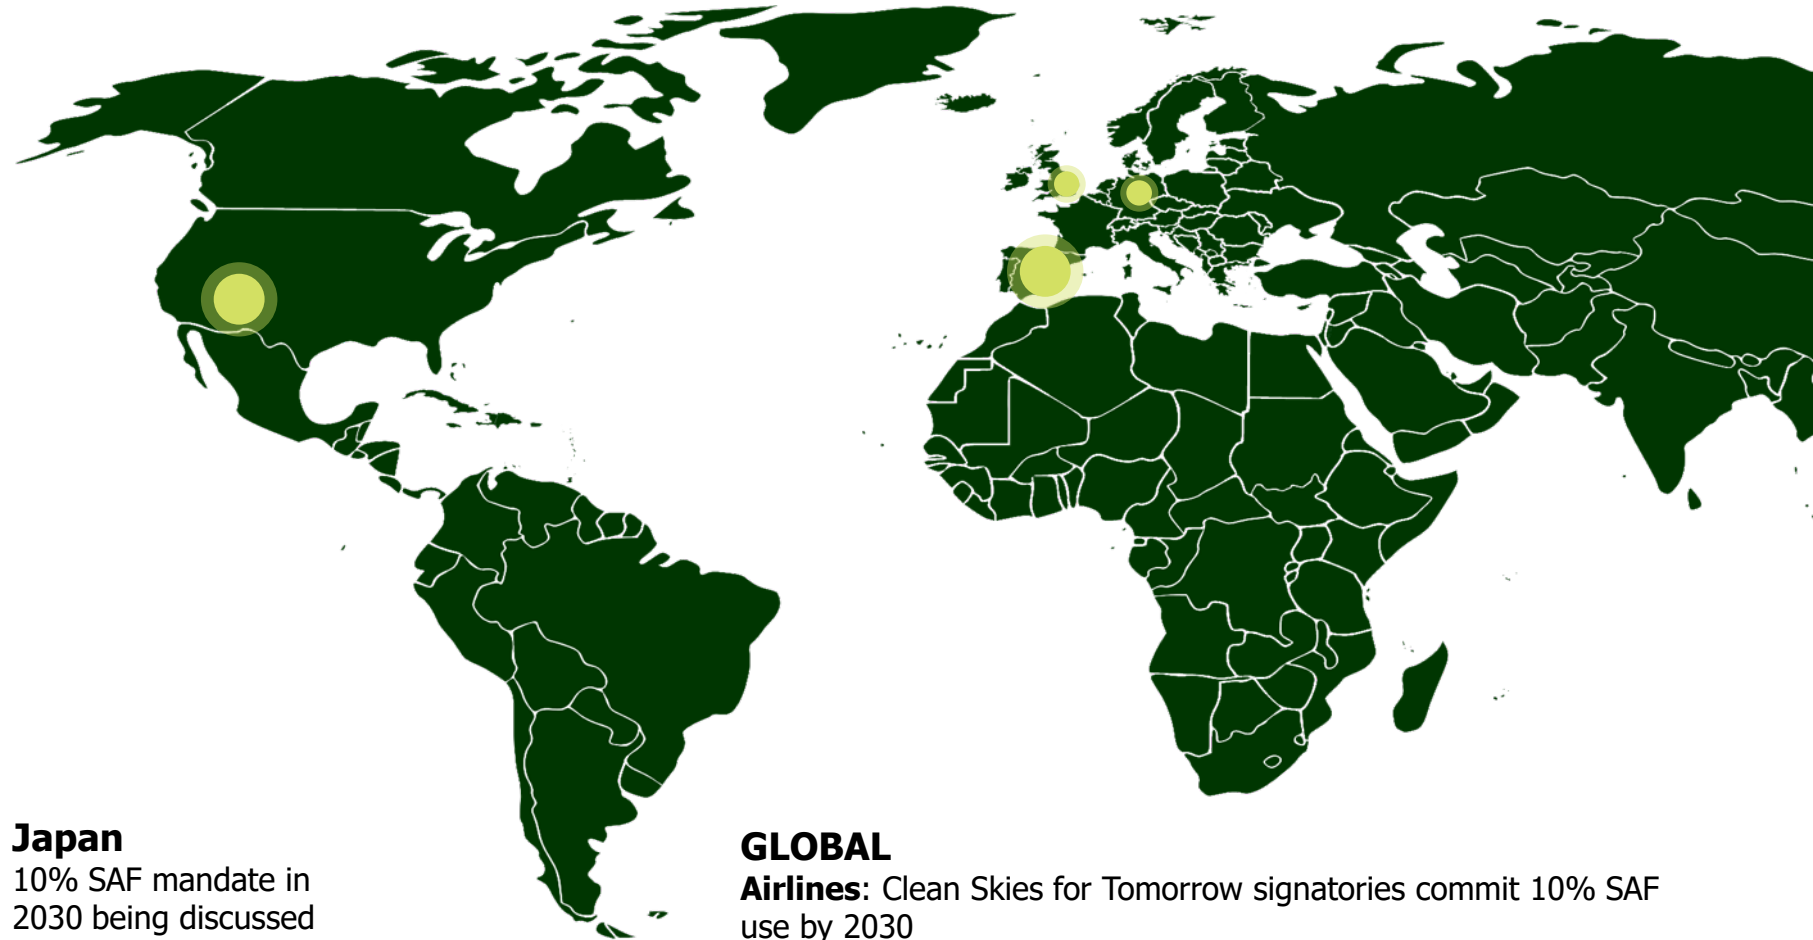 Japan
10% SAF mandate in
2030 being discussed
GLOBAL
Airlines: Clean Skies for Tomorrow signatories commit 10% SAF
use by 2030